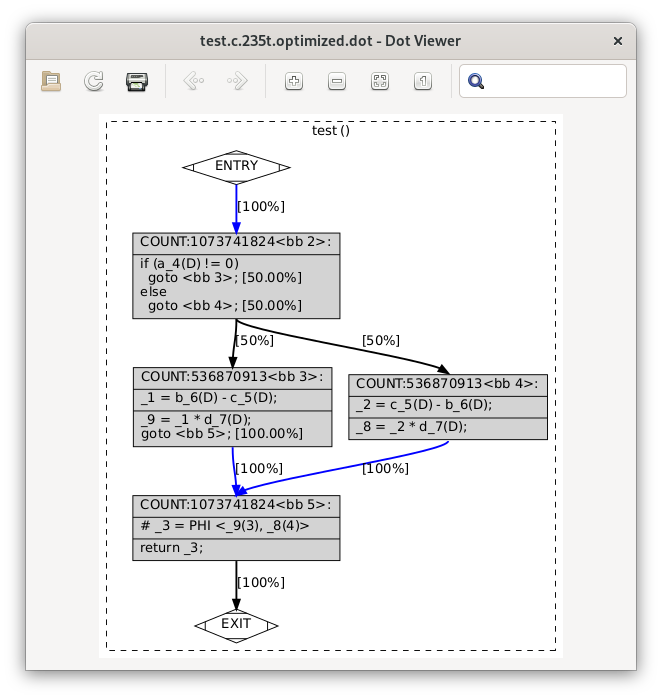 test.c.235t.optimized.dot - Dot Viewer
test ()
ENTRY
[100%]
COUNT:1073741824<bb 2>:
if (a_4(D) != 0)
goto <bb 3>; [50.00%]
else
goto <bb 4>; [50.00%]
[50%]
[50%]
COUNT:536870913<bb 3>:
_1 = b_6(D) - c_5(D);
_9 = _1 * d_7(D);
goto <bb 5>; [100.00%]
COUNT:536870913<bb 4>:
_2 = c_5(D) - b_6(D);
_8 = _2 * d_7(D);
[100%]
[100%]
COUNT:1073741824<bb 5>:
# _3 = PHI <_9(3), _8(4)>
return _3;
[100%]
EXIT